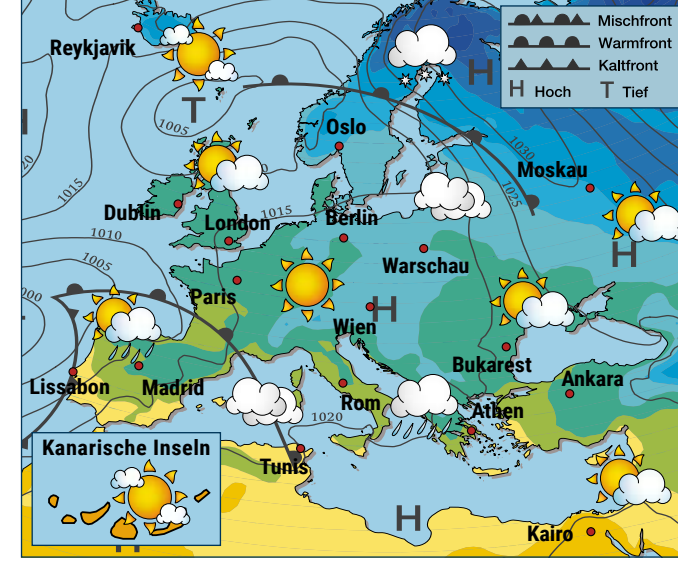 Mischfront
Warmfront
Kaltfront
H Hoch T Tief
Reykjavik
H
T
1005
Oslo
1030
Moskau
1015
1025
Dublin
London
1015
Berlin
1010
H
Warschau
1005
Paris
H
Wien
Bukarest
Lissabon
Madrid
Rom
Ankara
1020
Athen
Kanarische Inseln
Tunis
H
Kairo